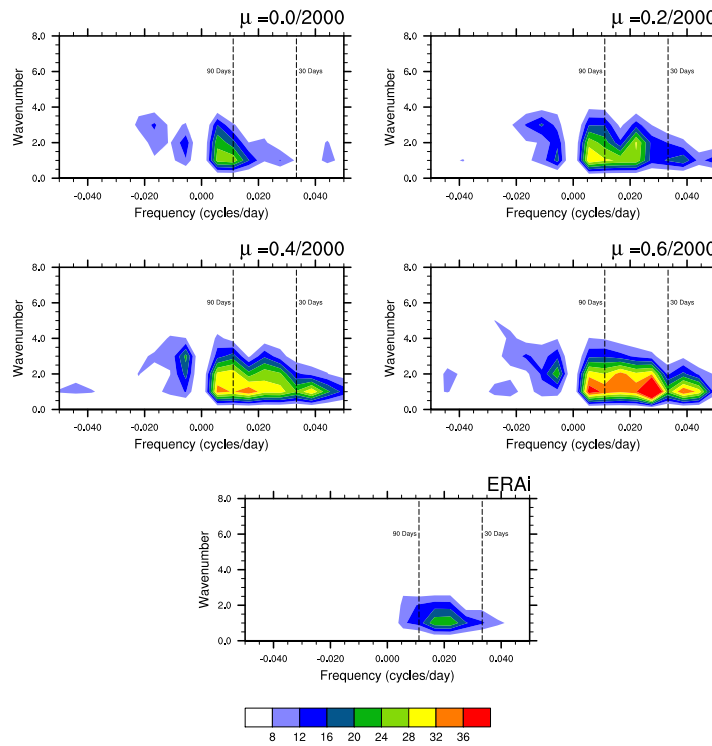 μ =0.0/2000
8.0
6.0
4.0
2.0
0.0
Wavenumber
90 Days
30 Days
-0.040 -0.020 0.000 0.020 0.040
Frequency (cycles/day)
μ =0.2/2000
8.0
6.0
4.0
2.0
0.0
Wavenumber
90 Days
30 Days
-0.040 -0.020 0.000 0.020 0.040
Frequency (cycles/day)
μ =0.4/2000
8.0
6.0
4.0
2.0
0.0
Wavenumber
90 Days
30 Days
-0.040 -0.020 0.000 0.020 0.040
Frequency (cycles/day)
μ =0.6/2000
8.0
6.0
4.0
2.0
0.0
Wavenumber
90 Days
30 Days
-0.040 -0.020 0.000 0.020 0.040
Frequency (cycles/day)
ERAi
8.0
6.0
4.0
2.0
0.0
Wavenumber
90 Days
30 Days
-0.040 -0.020 0.000 0.020 0.040
Frequency (cycles/day)
8 12 16 20 24 28 32 36